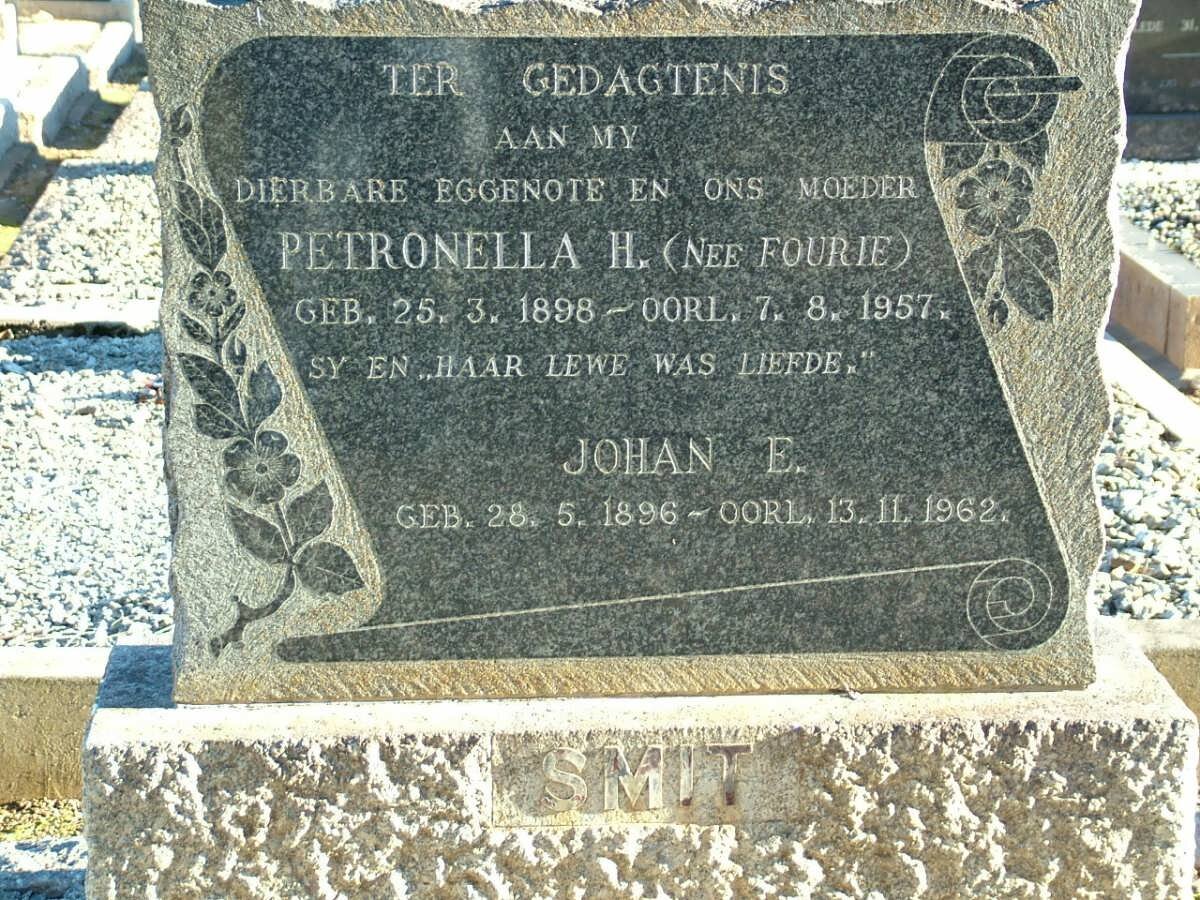 TER GEDAGTENIS
AAN MY
DIERBARE EGGENOTE EN ONS MOEDER
PETRONELLA H. (NEE FOURIE)
GEB. 25. 3. 1898 – OORL. 7. 8. 1957.
SY EN „HAAR LEWE WAS LIEFDE."
JOHAN E.
GEB. 28. 5. 1896 – OORL. 13. 11. 1962.
SMIT